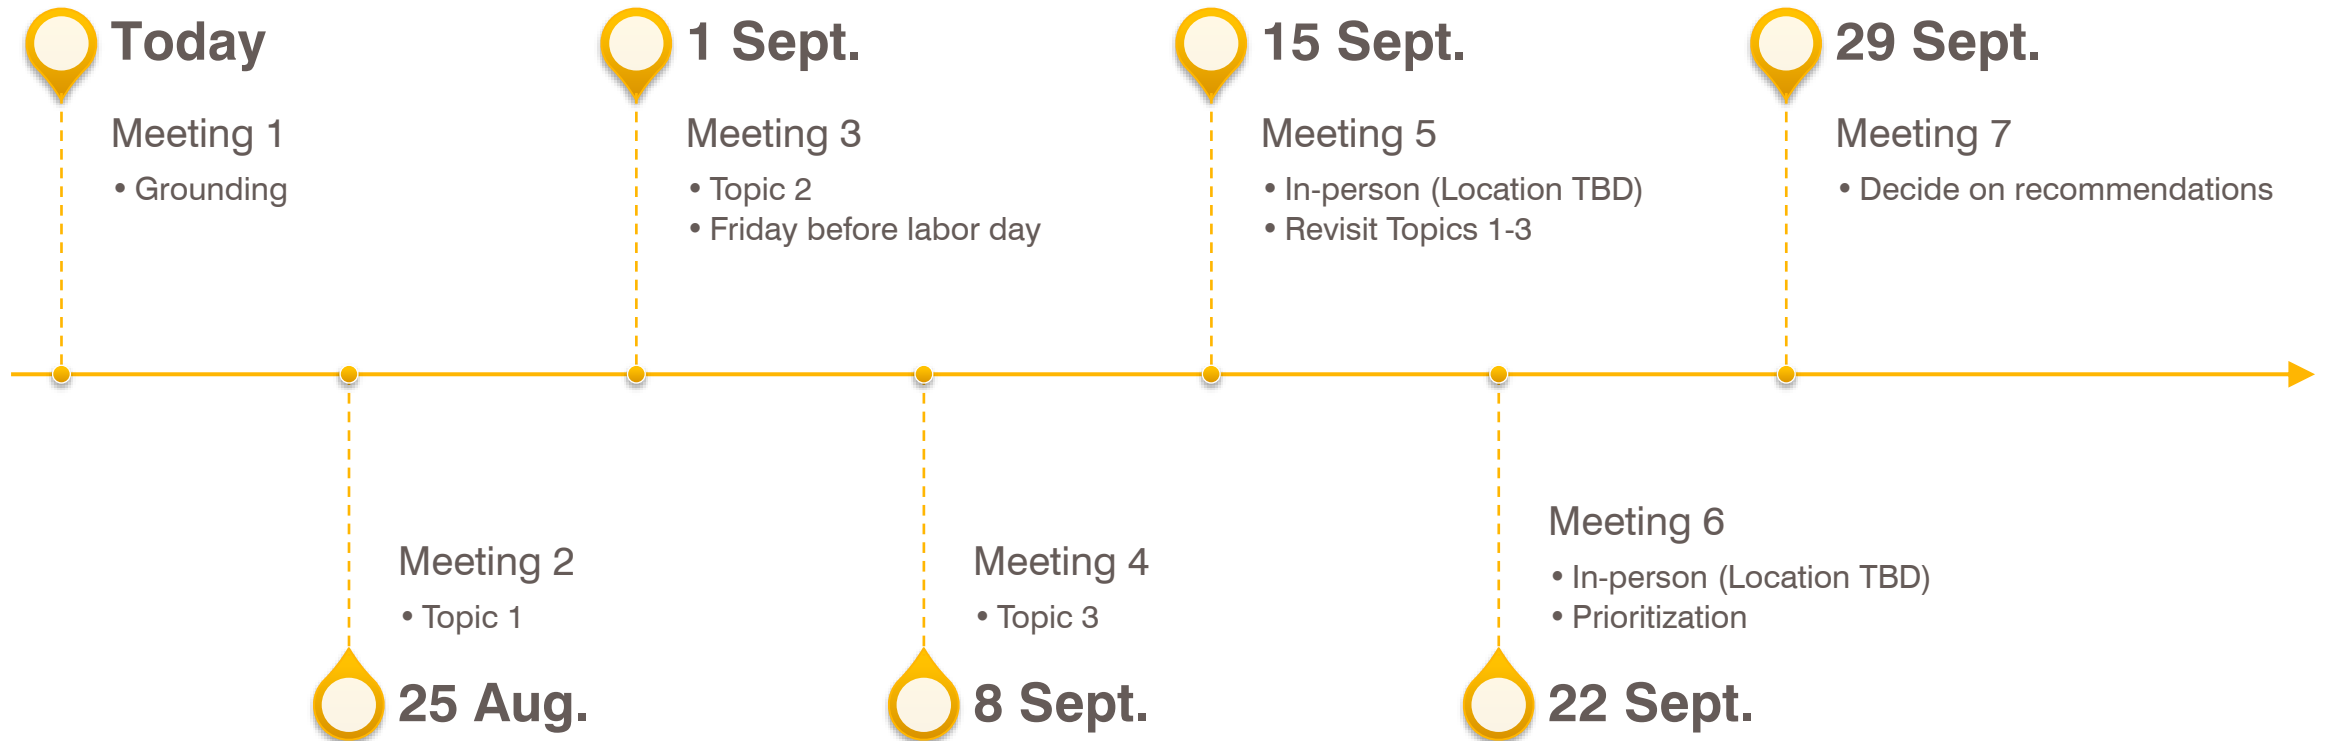 Today
Meeting 1
• Grounding
25 Aug.
Meeting 2
• Topic 1
1 Sept.
Meeting 3
• Topic 2
• Friday before labor day
8 Sept.
Meeting 4
• Topic 3
15 Sept.
Meeting 5
• In-person (Location TBD)
• Revisit Topics 1-3
22 Sept.
Meeting 6
• In-person (Location TBD)
• Prioritization
29 Sept.
Meeting 7
• Decide on recommendations